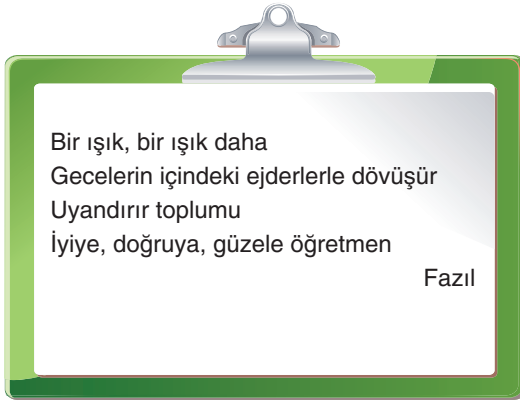 Bir ışık, bir ışık daha
Gecelerin içindeki ejderlerle dövüşür
Uyandırır toplumu
İyiye, doğruya, güzele öğretmen
Fazıl